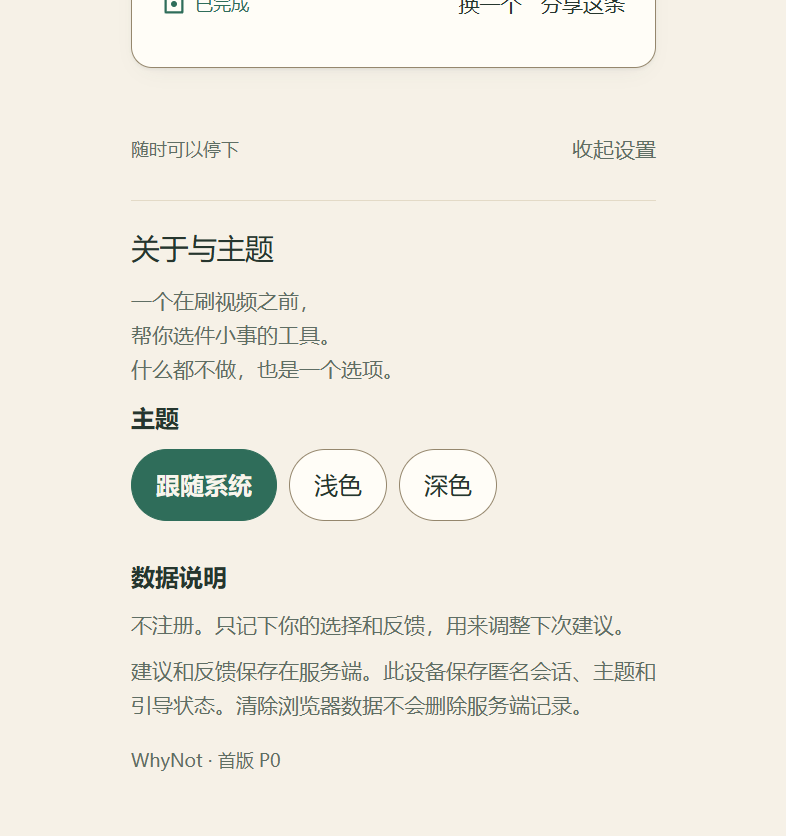 已完成 换一个 分享这条
随时可以停下 收起设置
关于与主题
一个在刷视频之前，
帮你选件小事的工具。
什么都不做，也是一个选项。
主题
跟随系统 浅色 深色
数据说明
不注册。只记下你的选择和反馈，用来调整下次建议。
建议和反馈保存在服务端。此设备保存匿名会话、主题和
引导状态。清除浏览器数据不会删除服务端记录。
WhyNot · 首版 P0